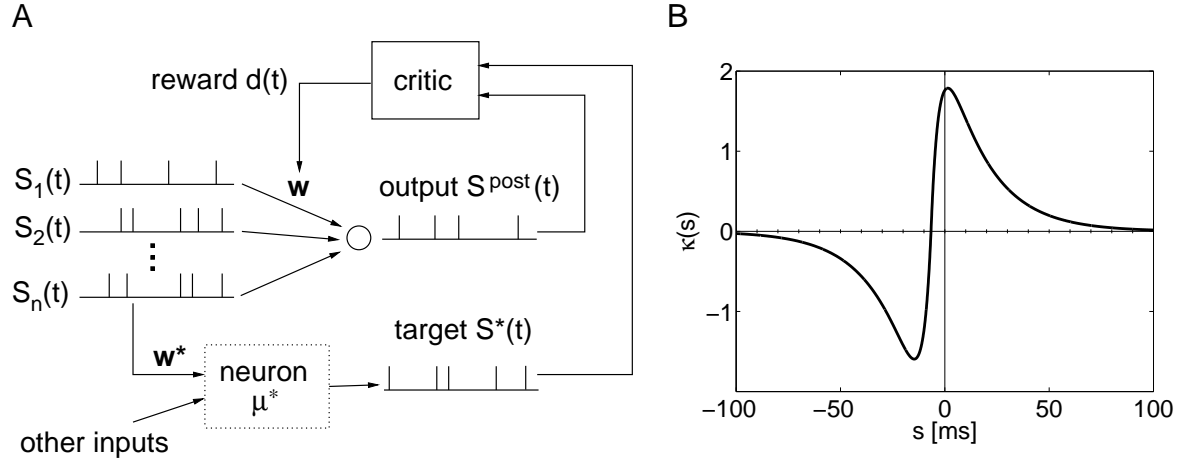 A
reward d(t)
critic
S₁(t)
w
output S^post(t)
S₂(t)
Sₙ(t)
target S*(t)
w*
neuron
μ*
other inputs
B
2
1
0
−1
κ(s)
−100
−50
0
50
100
s [ms]